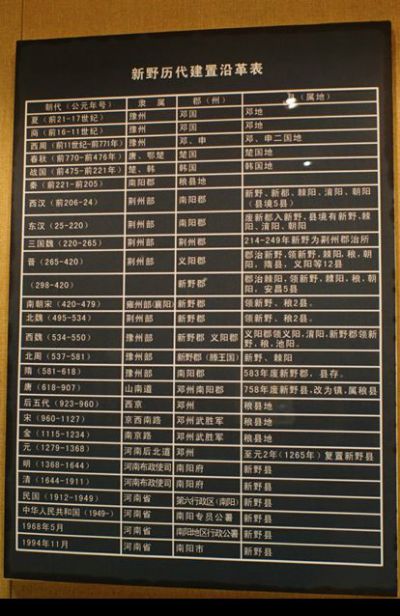 新野历代建置沿革表
朝代（公元年号） 隶 属 郡（州） 县（属地）
夏（前21-17世纪） 豫州 邓国 邓地
商（前16-11世纪） 豫州 邓国 邓地
西周（前11世纪-前771年） 豫州 邓、申 邓、申二国地
春秋（前770-前476年） 唐、鄂楚 楚国 楚国地
战国（前475-前221年） 楚、韩 韩国 韩国地
秦（前221-前205） 南阳郡 穰县地
西汉（前206-24） 荆州部 南阳郡 新野、新都、棘阳、淯阳、朝阳
（县境5县）
东汉（25-220） 荆州部 南阳郡 废新都入新野,县境有新野、棘
阳、淯阳、朝阳
三国魏（220-265） 荆州部 荆州郡 214-249年新野为荆州郡治所
晋（265-420） 荆州部 义阳郡 郡治新野,领新野、棘阳、穰、朝
阳、隋县、义阳等12县
（298-420） 新野郡 郡治棘阳,领新野、棘阳、穰、朝
阳、安昌5县
南朝宋（420-479） 雍州部（襄阳） 新野郡 领新野、穰2县。
北魏（495-534） 荆州部 新野郡 领新野、穰2县。
西魏（534-550） 豫州部 新野郡 义阳郡 义阳郡领义阳,淯阳,新野郡领新
野,穰,池阳。
北周（537-581） 豫州部 新野郡（滕王国） 新野、棘阳
隋（581-618） 豫州部 南阳郡 583年废新野郡，县存。
唐（618-907） 山南道 邓州南阳郡 758年废新野县,改为镇,属穰县
后五代（923-960） 西京 邓州 穰县地
宋（960-1127） 京西南路 邓州武胜军 穰县地
金（1115-1234） 南京路 邓州武胜军 穰县地
元（1279-1368） 河南后北道 邓州 至元2年（1265年）复置新野县
明（1368-1644） 河南布政使司 南阳府 新野县
清（1644-1911） 河南布政使司 南阳府 新野县
民国（1912-1949） 河南省 第六行政区（南阳） 新野县
中华人民共和国（1949-） 河南省 南阳专员公署 新野县
1968年5月 河南省 南阳地区行政公署 新野县
1994年11月 河南省 南阳市 新野县